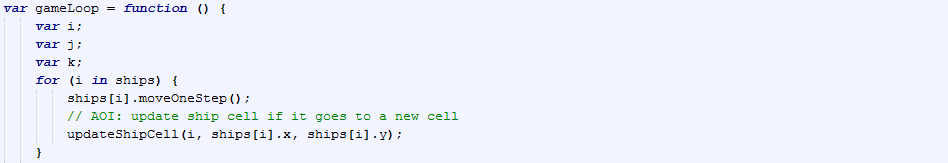 var gameLoop = function () {
var i;
var j;
var k;
for (i in ships) {
ships[i].moveOneStep();
// AOI: update ship cell if it goes to a new cell
updateShipCell(i, ships[i].x, ships[i].y);
}